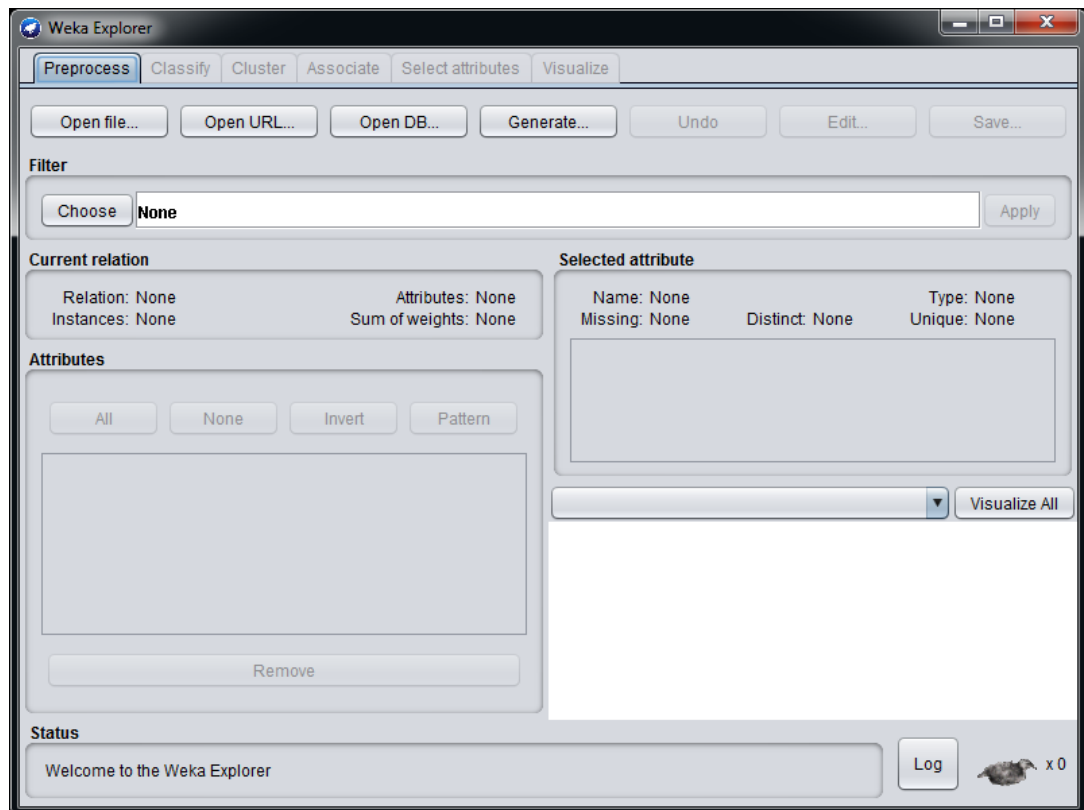 Weka Explorer
Preprocess Classify Cluster Associate Select attributes Visualize
Open file... Open URL... Open DB... Generate... Undo Edit... Save...
Filter
Choose None Apply
Current relation
Relation: None Attributes: None
Instances: None Sum of weights: None
Selected attribute
Name: None Type: None
Missing: None Distinct: None Unique: None
Attributes
All None Invert Pattern
Remove
Visualize All
Status
Welcome to the Weka Explorer
Log x 0